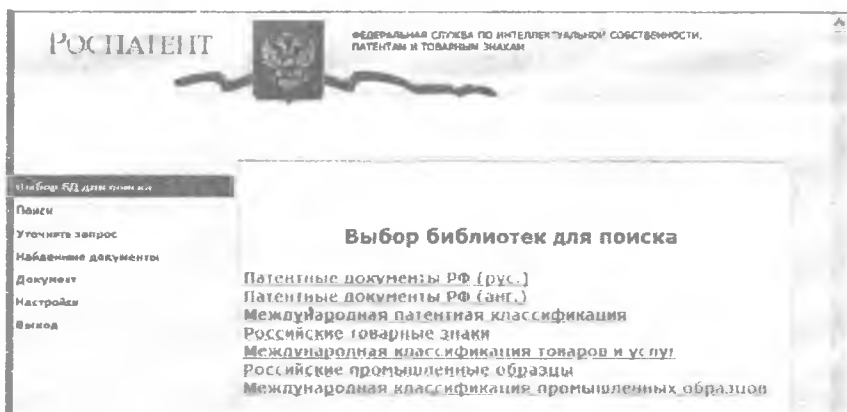 РОСПАТЕНТ
ФЕДЕРАЛЬНАЯ СЛУЖБА ПО ИНТЕЛЛЕКТУАЛЬНОЙ СОБСТВЕННОСТИ,
ПАТЕНТАМ И ТОВАРНЫМ ЗНАКАМ
Выбор БД для поиска
Поиск
Уточнить запрос
Найденные документы
Документ
Настройки
Выход
Выбор библиотек для поиска
Патентные документы РФ (рус.)
Патентные документы РФ (анг.)
Международная патентная классификация
Российские товарные знаки
Международная классификация товаров и услуг
Российские промышленные образцы
Международная классификация промышленных образцов